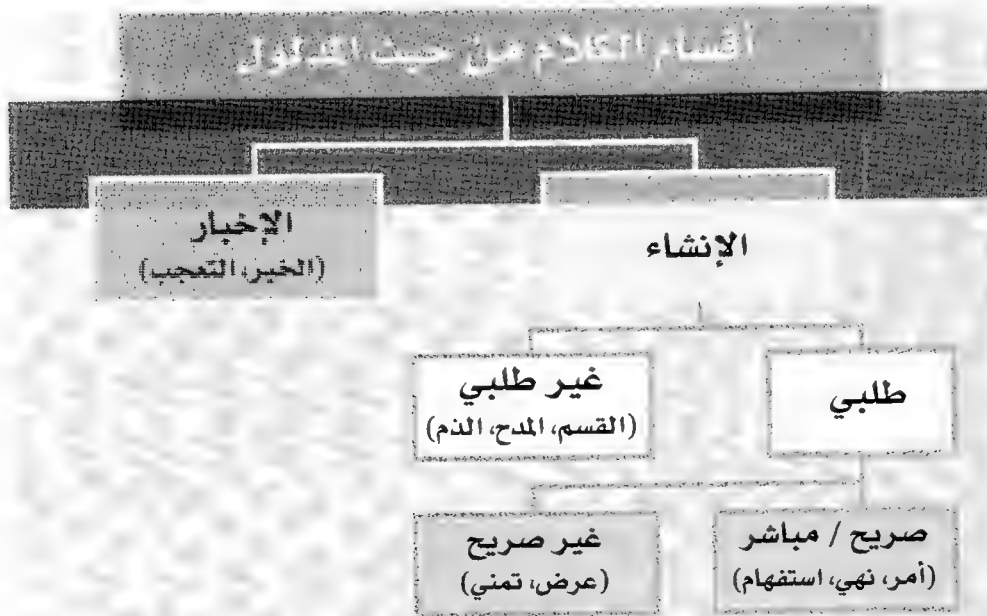 أقسام الكلام من حيث المدلول
الإنشاء
الإخبار
(الخبر، التعجب)
طلبي
غير طلبي
(القسم، المدح، الذم)
صريح / مباشر
(أمر، نهي، استفهام)
غير صريح
(عرض، تمني)